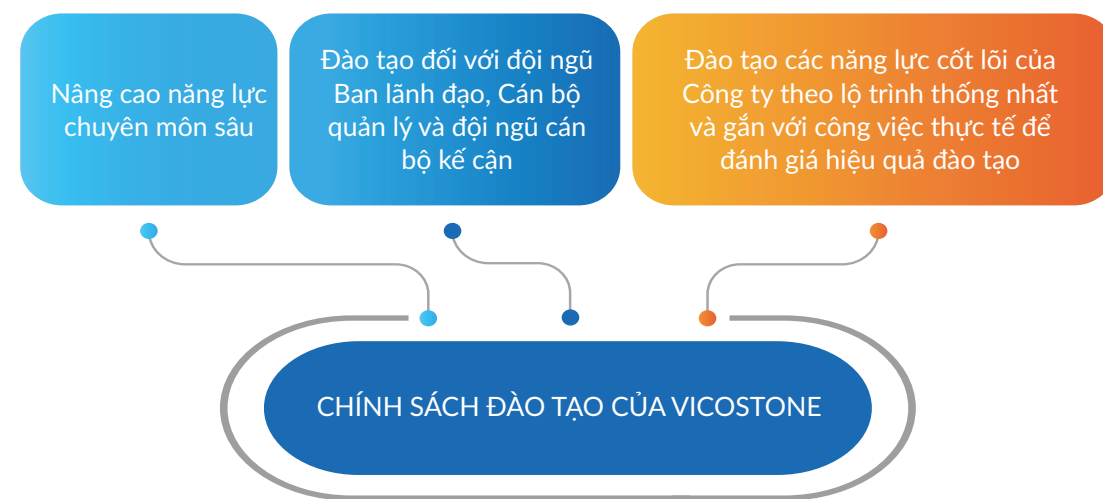 Nâng cao năng lực
chuyên môn sâu
Đào tạo đối với đội ngũ
Ban lãnh đạo, Cán bộ
quản lý và đội ngũ cán
bộ kế cận
Đào tạo các năng lực cốt lõi của
Công ty theo lộ trình thống nhất
và gắn với công việc thực tế để
đánh giá hiệu quả đào tạo
CHÍNH SÁCH ĐÀO TẠO CỦA VICOSTONE